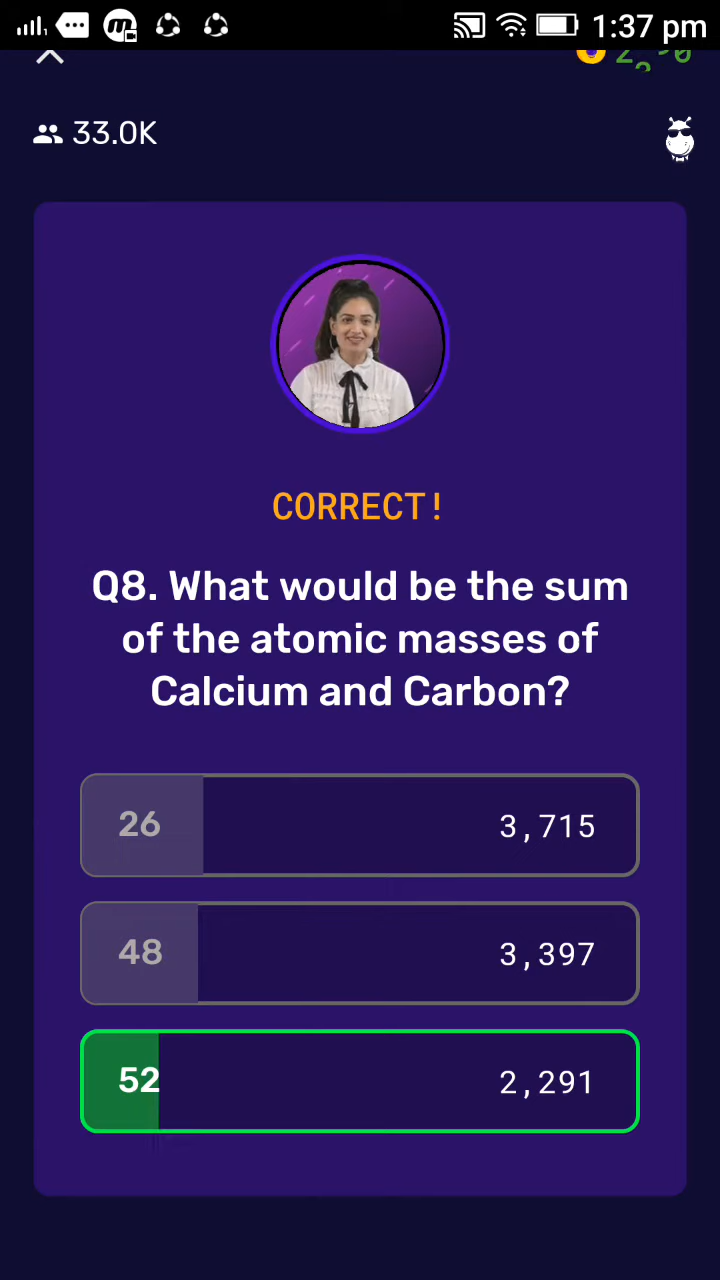 1:37 pm
33.0K
CORRECT!
Q8. What would be the sum
of the atomic masses of
Calcium and Carbon?
26 3,715
48 3,397
52 2,291